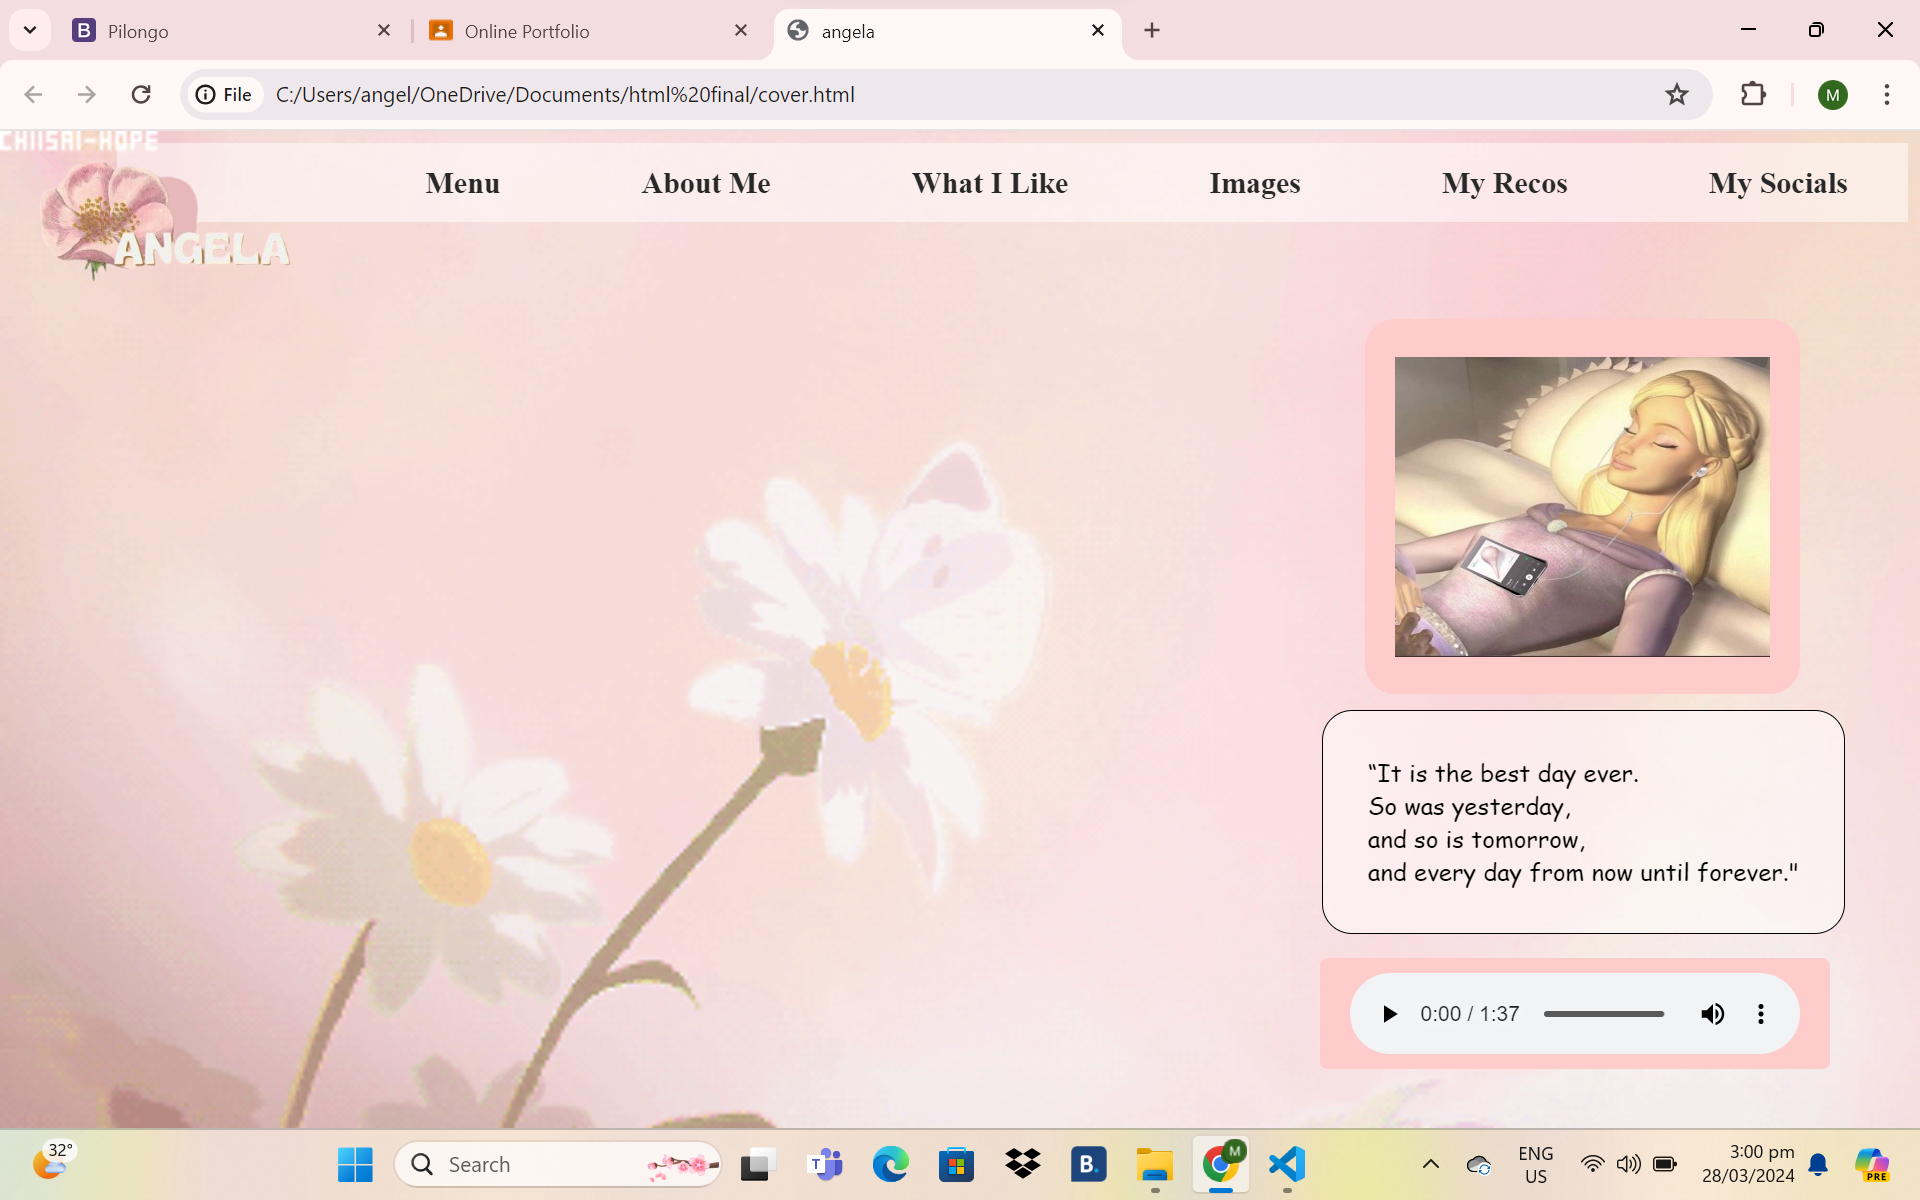 Pilongo
Online Portfolio
angela
File
C:/Users/angel/OneDrive/Documents/html%20final/cover.html
M
CHIISAI-HOPE
Menu
About Me
What I Like
Images
My Recos
My Socials
ANGELA
“It is the best day ever.
So was yesterday,
and so is tomorrow,
and every day from now until forever."
0:00 / 1:37
32°
Search
M
ENG
US
3:00 pm
28/03/2024
PRE